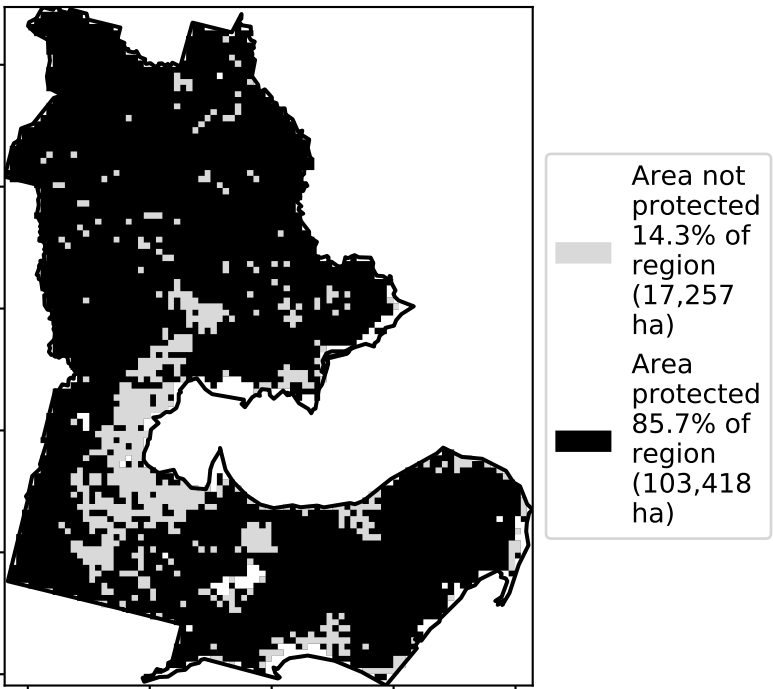 Area not
protected
14.3% of
region
(17,257
ha)
Area
protected
85.7% of
region
(103,418
ha)